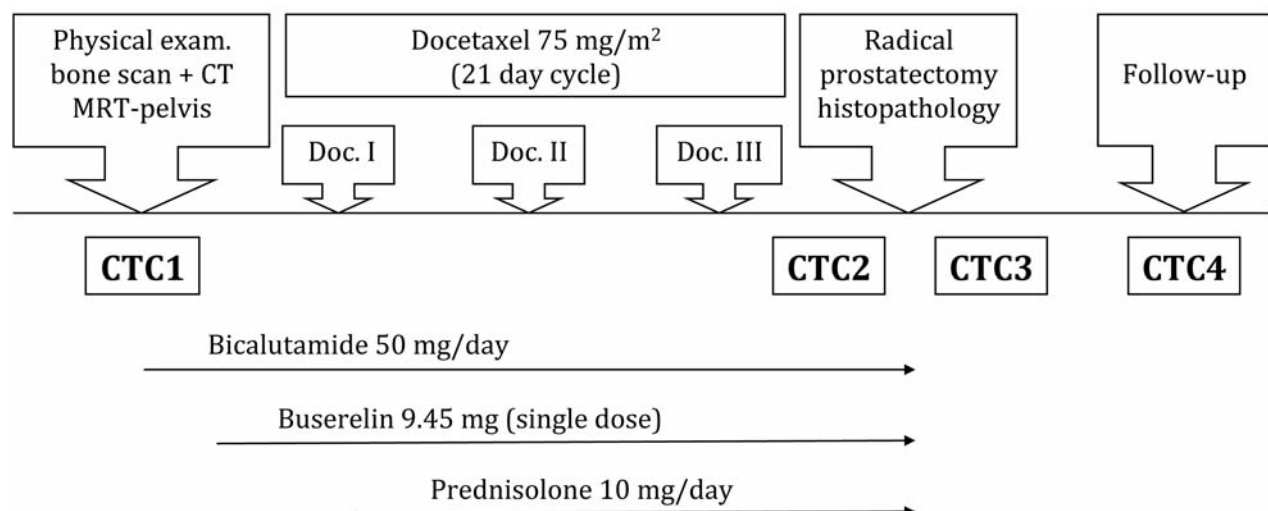 Physical exam.
bone scan + CT
MRT-pelvis
Docetaxel 75 mg/m²
(21 day cycle)
Radical
prostatectomy
histopathology
Follow-up
Doc. I
Doc. II
Doc. III
CTC1
CTC2
CTC3
CTC4
Bicalutamide 50 mg/day
Buserelin 9.45 mg (single dose)
Prednisolone 10 mg/day